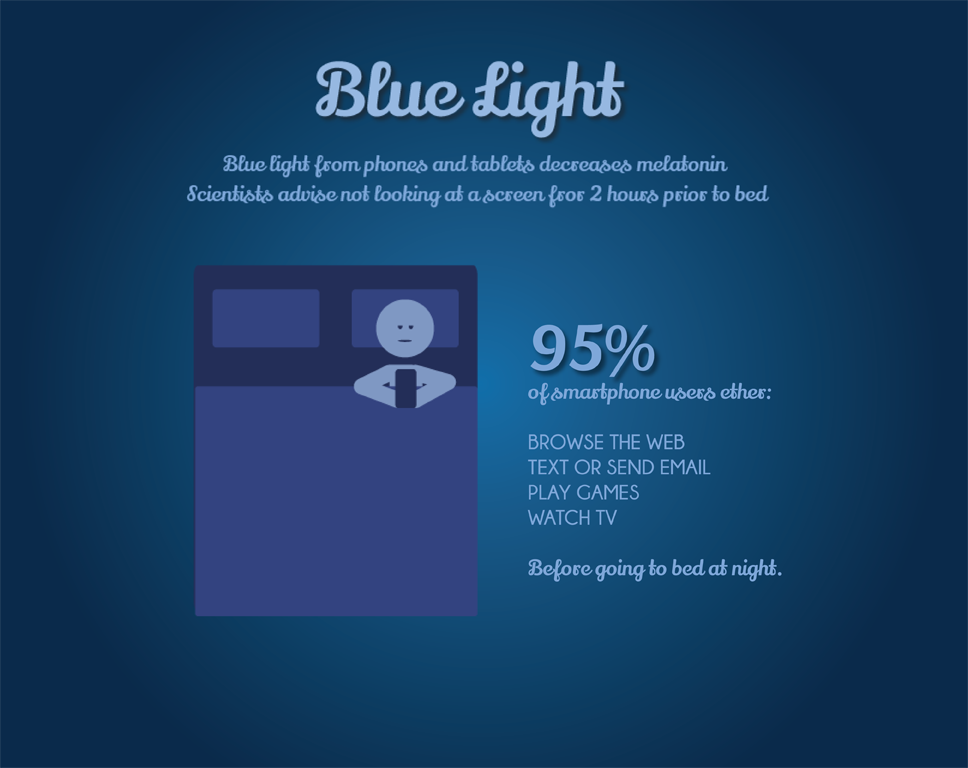 Blue Light
Blue light from phones and tablets decreases melatonin
Scientists advise not looking at a screen fror 2 hours prior to bed
95%
of smartphone users ether:
BROWSE THE WEB
TEXT OR SEND EMAIL
PLAY GAMES
WATCH TV
Before going to bed at night.